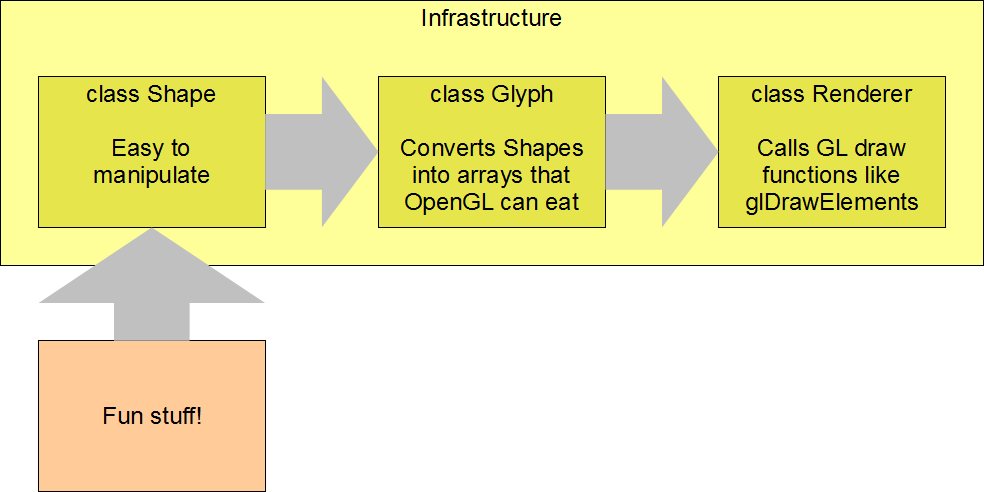 Infrastructure
class Shape
Easy to
manipulate
class Glyph
Converts Shapes
into arrays that
OpenGL can eat
class Renderer
Calls GL draw
functions like
glDrawElements
Fun stuff!